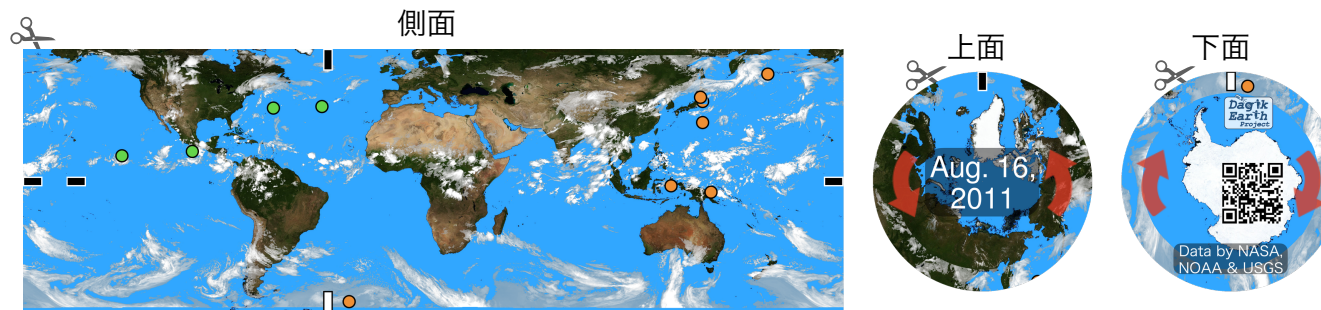 側面
上面
下面
Aug. 16,
2011
Dagik
Earth
Project
Data by NASA,
NOAA & USGS